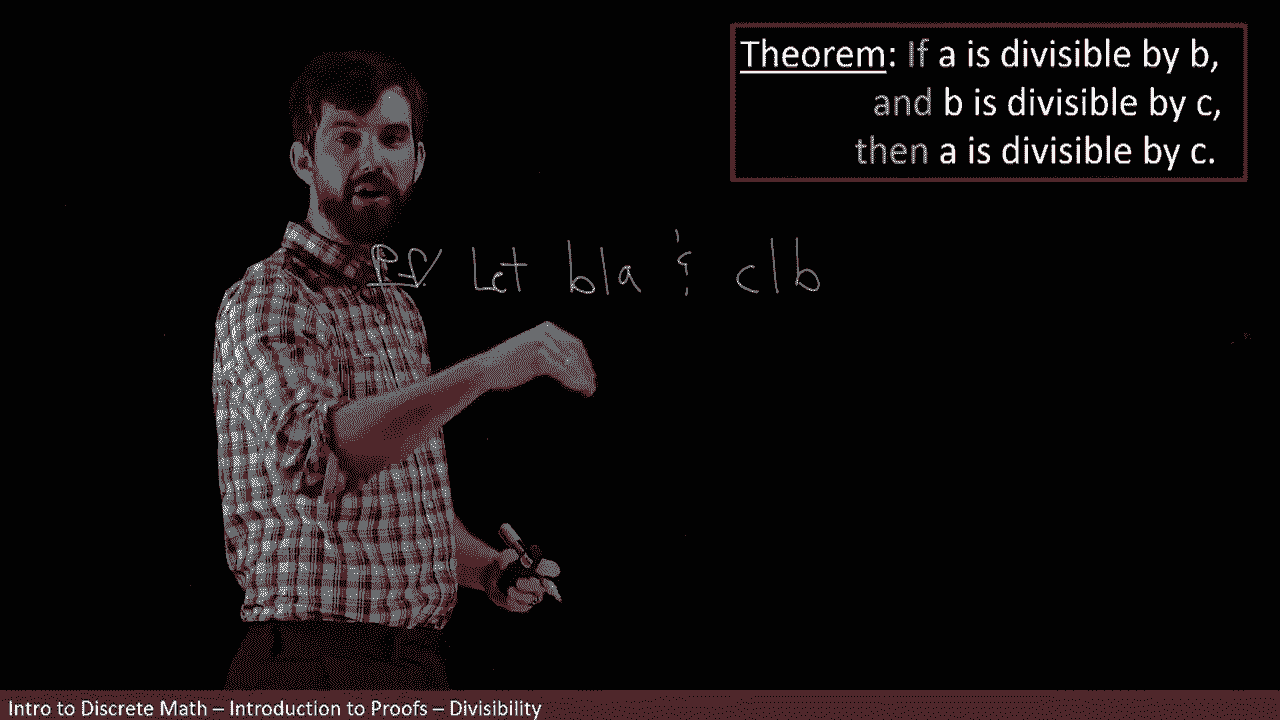 Theorem: If a is divisible by b,
and b is divisible by c,
then a is divisible by c.
Pf/ Let b|a & c|b
Intro to Discrete Math – Introduction to Proofs – Divisibility